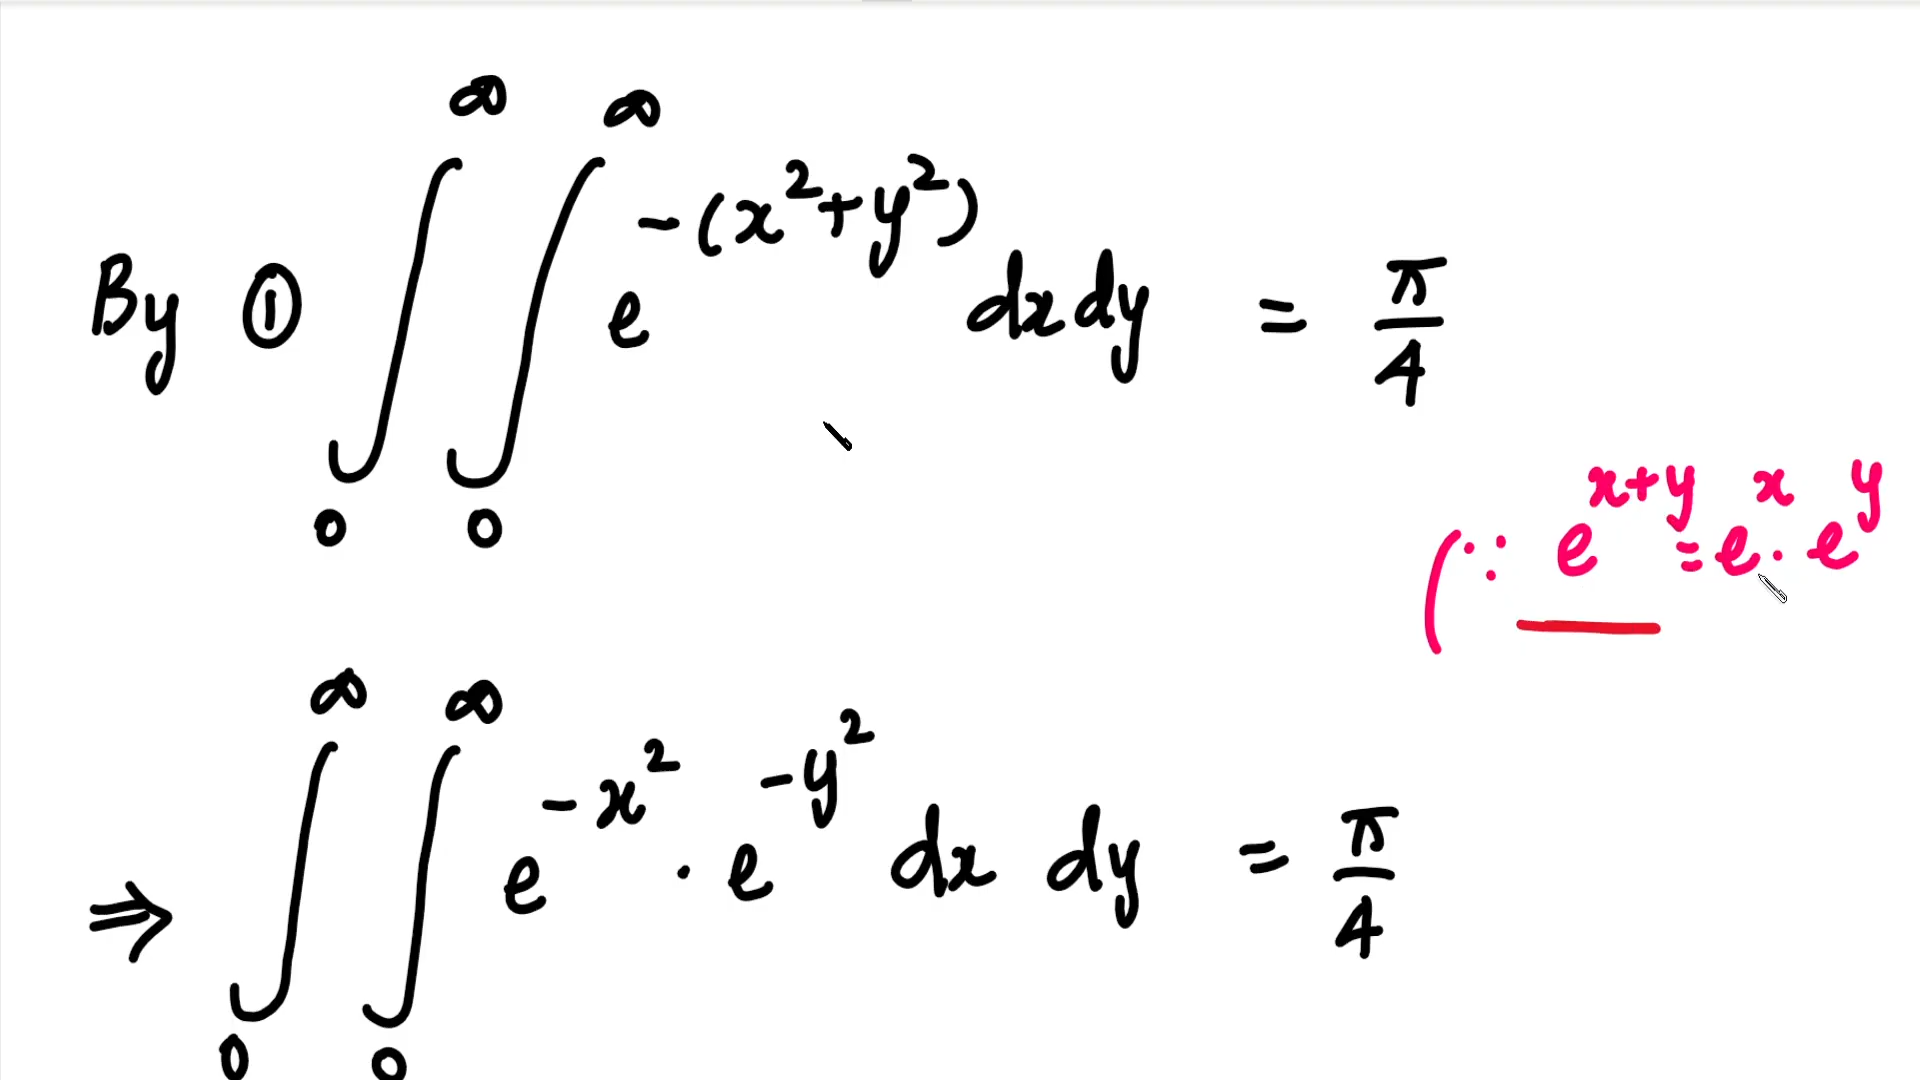 By ① ∫₀^∞ ∫₀^∞ e^{-(x²+y²)} dx dy = π/4
(∵ e^{x+y} = e^x · e^y
⇒ ∫₀^∞ ∫₀^∞ e^{-x²} · e^{-y²} dx dy = π/4